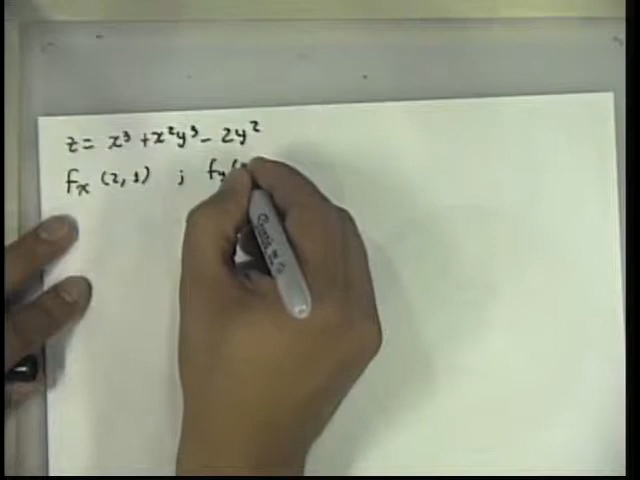 z = x³ + x²y³ - 2y²
fx (2,1) ; fy (